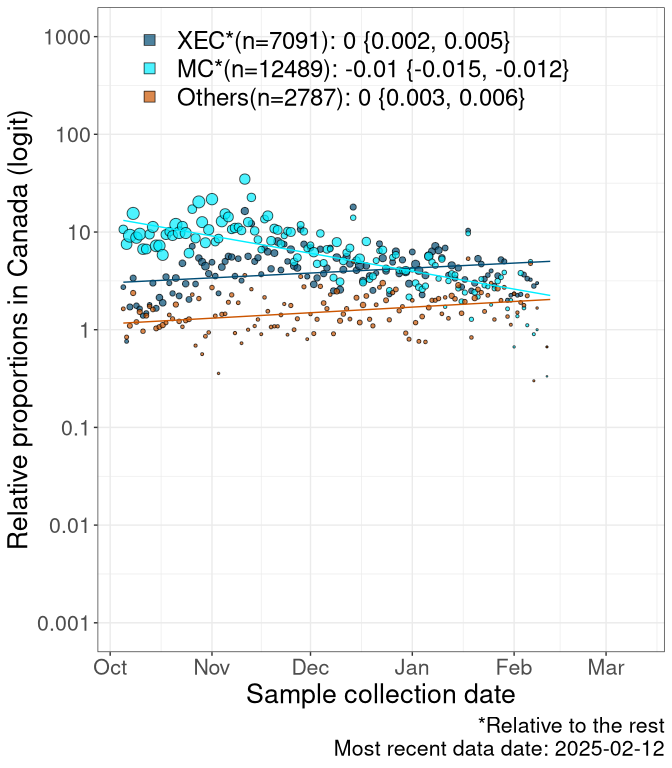 XEC*(n=7091): 0 {0.002, 0.005}
MC*(n=12489): -0.01 {-0.015, -0.012}
Others(n=2787): 0 {0.003, 0.006}
Relative proportions in Canada (logit)
1000
100
10
1
0.1
0.01
0.001
Oct Nov Dec Jan Feb Mar
Sample collection date
*Relative to the rest
Most recent data date: 2025-02-12